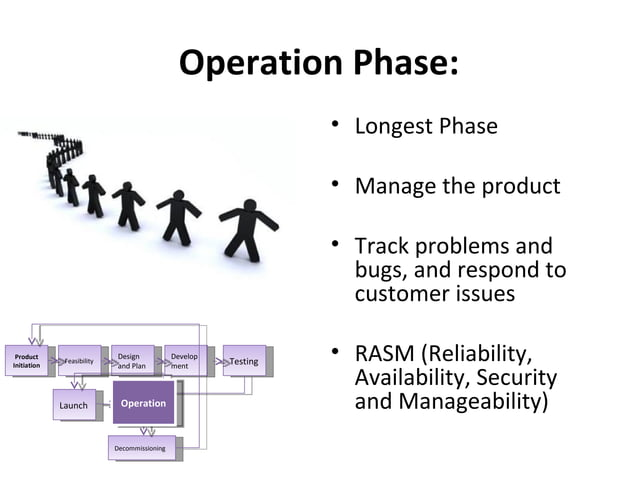 Operation Phase:
• Longest Phase
• Manage the product
• Track problems and
bugs, and respond to
customer issues
• RASM (Reliability,
Availability, Security
and Manageability)
Product
Initiation
Feasibility
Design
and Plan
Develop
ment
Testing
Launch
Operation
Decommissioning